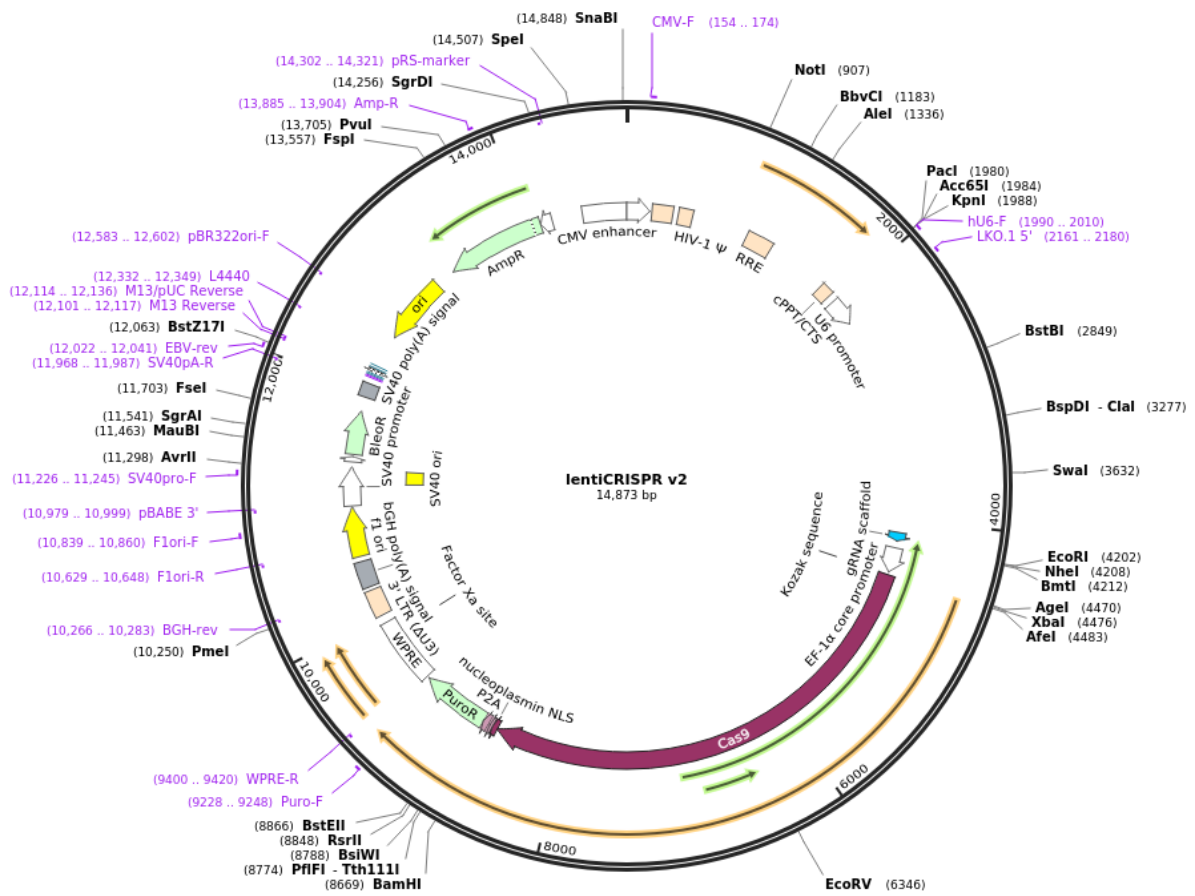 (14,848) SnaBI
CMV-F (154 .. 174)
(14,507) SpeI
(14,302 .. 14,321) pRS-marker
(14,256) SgrDI
(13,885 .. 13,904) Amp-R
(13,705) PvuI
(13,557) FspI
NotI (907)
BbvCI (1183)
AleI (1336)
PacI (1980)
Acc65I (1984)
KpnI (1988)
hU6-F (1990 .. 2010)
LKO.1 5' (2161 .. 2180)
BstBI (2849)
BspDI - ClaI (3277)
SwaI (3632)
EcoRI (4202)
NheI (4208)
BmtI (4212)
AgeI (4470)
XbaI (4476)
AfeI (4483)
EcoRV (6346)
(12,583 .. 12,602) pBR322ori-F
(12,332 .. 12,349) L4440
(12,114 .. 12,136) M13/pUC Reverse
(12,101 .. 12,117) M13 Reverse
(12,063) BstZ17I
(12,022 .. 12,041) EBV-rev
(11,968 .. 11,987) SV40pA-R
(11,703) FseI
(11,541) SgrAI
(11,463) MauBI
(11,298) AvrII
(11,226 .. 11,245) SV40pro-F
(10,979 .. 10,999) pBABE 3'
(10,839 .. 10,860) F1ori-F
(10,629 .. 10,648) F1ori-R
(10,266 .. 10,283) BGH-rev
(10,250) PmeI
(9400 .. 9420) WPRE-R
(9228 .. 9248) Puro-F
(8866) BstEII
(8848) RsrII
(8788) BsiWI
(8774) PflFI - Tth111I
(8669) BamHI
2000
4000
6000
8000
10,000
12,000
14,000
CMV enhancer
HIV-1 Ψ
RRE
cPPT/CTS
U6 promoter
gRNA scaffold
EF-1α core promoter
Kozak sequence
Cas9
nucleoplasmin NLS
P2A
PuroR
WPRE
Factor Xa site
3' LTR (ΔU3)
bGH poly(A) signal
f1 ori
SV40 promoter
SV40 ori
BleoR
SV40 poly(A) signal
ori
AmpR
lentiCRISPR v2
14,873 bp